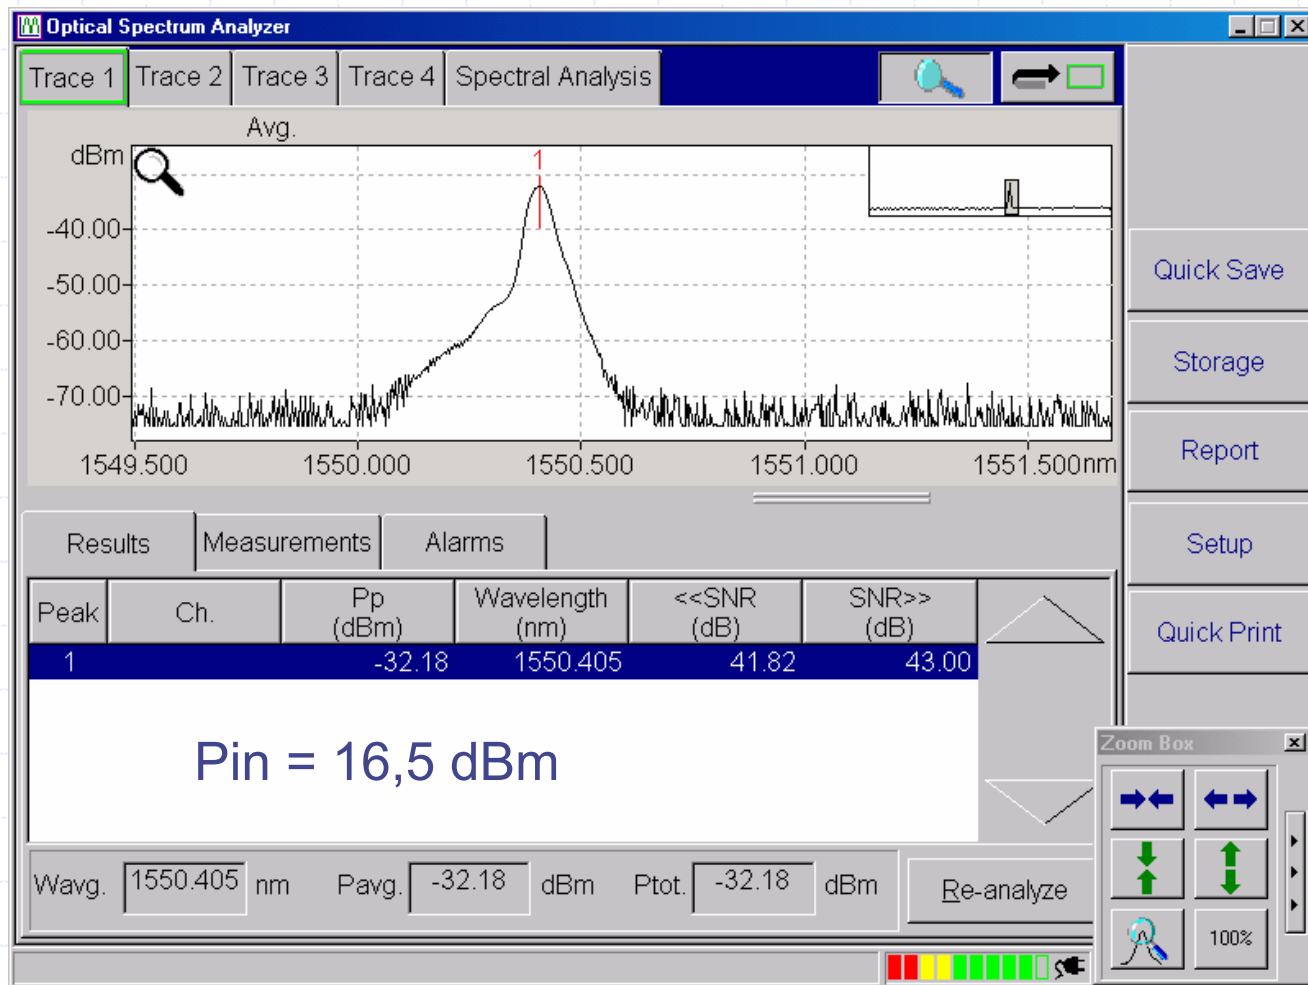 Optical Spectrum Analyzer
Trace 1 Trace 2 Trace 3 Trace 4 Spectral Analysis
Avg.
dBm
1
-40.00
-50.00
-60.00
-70.00
1549.500 1550.000 1550.500 1551.000 1551.500nm
Quick Save
Storage
Report
Setup
Quick Print
Results Measurements Alarms
Peak Ch. Pp (dBm) Wavelength (nm) <<SNR (dB) SNR>> (dB)
1 -32.18 1550.405 41.82 43.00
Pin = 16,5 dBm
Wavg. 1550.405 nm Pavg. -32.18 dBm Ptot. -32.18 dBm Re-analyze
Zoom Box
100%